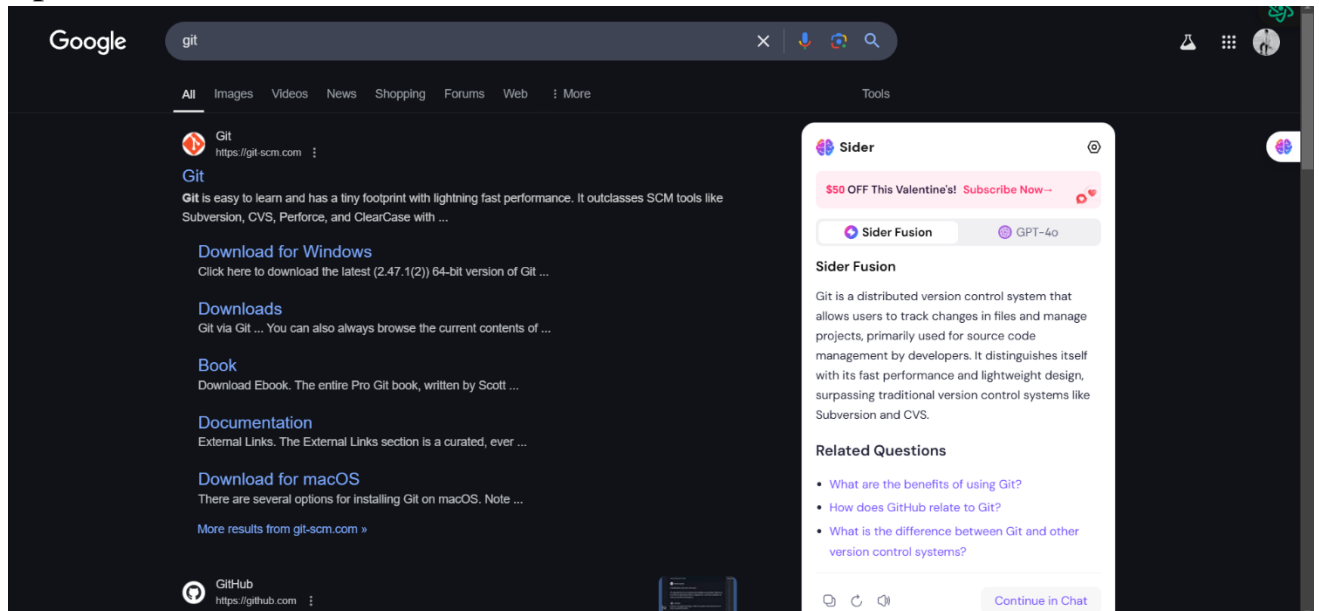 Google
git
All Images Videos News Shopping Forums Web : More Tools
Git
https://git-scm.com
Git
Git is easy to learn and has a tiny footprint with lightning fast performance. It outclasses SCM tools like
Subversion, CVS, Perforce, and ClearCase with ...
Download for Windows
Click here to download the latest (2.47.1(2)) 64-bit version of Git ...
Downloads
Git via Git ... You can also always browse the current contents of ...
Book
Download Ebook. The entire Pro Git book, written by Scott ...
Documentation
External Links. The External Links section is a curated, ever ...
Download for macOS
There are several options for installing Git on macOS. Note ...
More results from git-scm.com »
GitHub
https://github.com
Sider
$50 OFF This Valentine's! Subscribe Now→
Sider Fusion GPT-4o
Sider Fusion
Git is a distributed version control system that
allows users to track changes in files and manage
projects, primarily used for source code
management by developers. It distinguishes itself
with its fast performance and lightweight design,
surpassing traditional version control systems like
Subversion and CVS.
Related Questions
• What are the benefits of using Git?
• How does GitHub relate to Git?
• What is the difference between Git and other
version control systems?
Continue in Chat